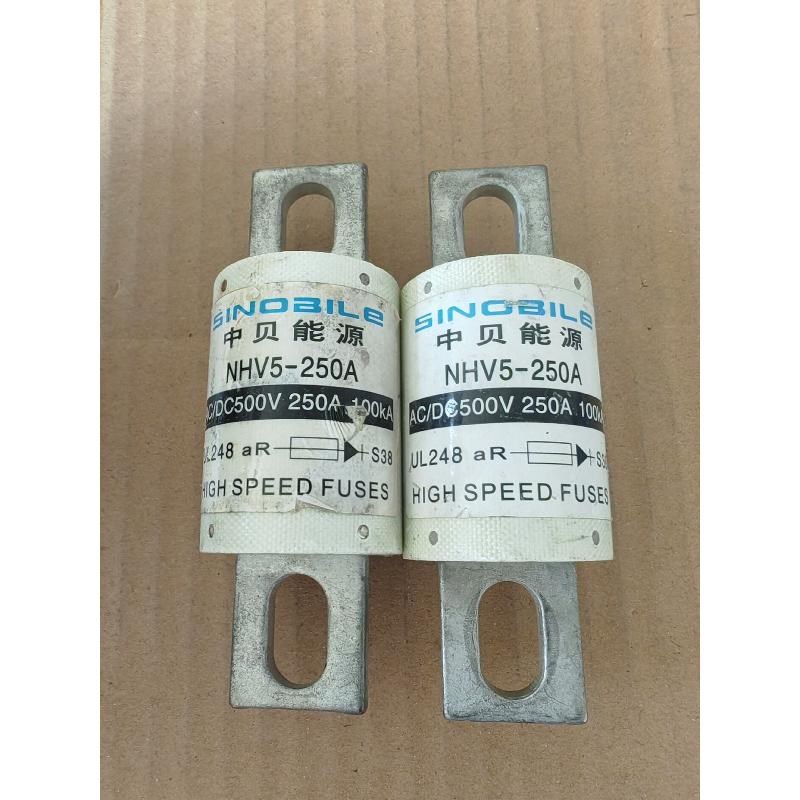 SINOBILE
中贝能源
NHV5-250A
AC/DC500V 250A 100kA
UL248 aR S38
HIGH SPEED FUSES
SINOBILE
中贝能源
NHV5-250A
AC/DC500V 250A 100kA
UL248 aR
HIGH SPEED FUSES